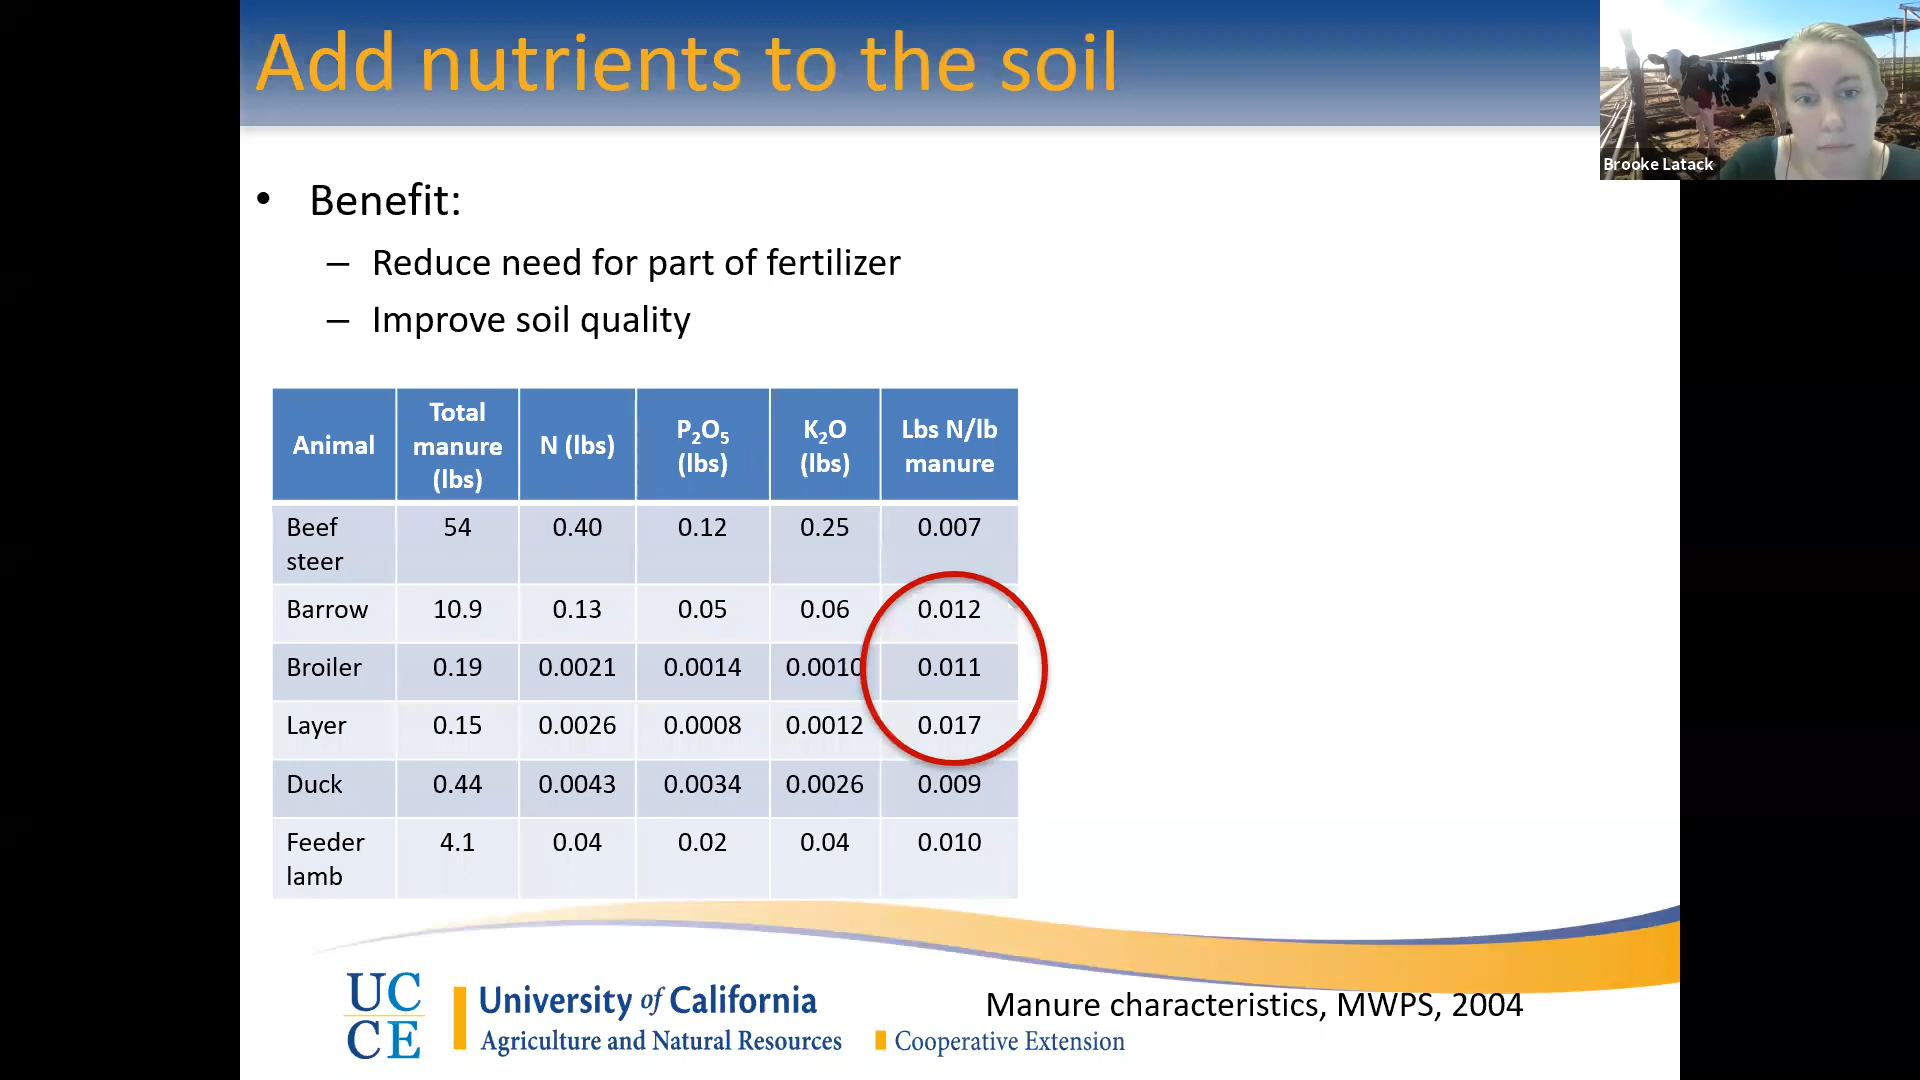 Add nutrients to the soil
Brooke Latack
• Benefit:
– Reduce need for part of fertilizer
– Improve soil quality
Animal Total manure (lbs) N (lbs) P₂O₅ (lbs) K₂O (lbs) Lbs N/lb manure
Beef steer 54 0.40 0.12 0.25 0.007
Barrow 10.9 0.13 0.05 0.06 0.012
Broiler 0.19 0.0021 0.0014 0.0010 0.011
Layer 0.15 0.0026 0.0008 0.0012 0.017
Duck 0.44 0.0043 0.0034 0.0026 0.009
Feeder lamb 4.1 0.04 0.02 0.04 0.010
Manure characteristics, MWPS, 2004
UC
CE
University of California
Agriculture and Natural Resources Cooperative Extension